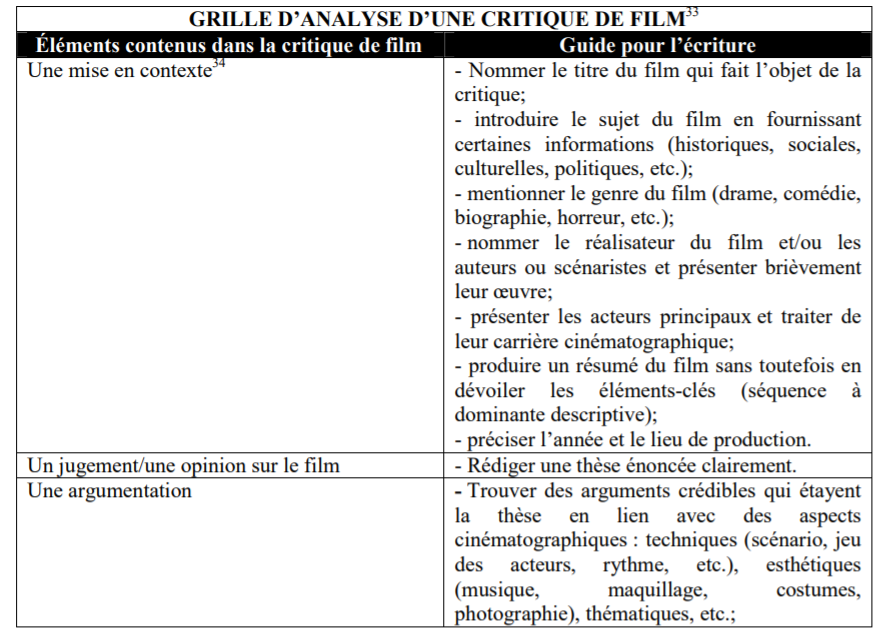 GRILLE D’ANALYSE D’UNE CRITIQUE DE FILM33
Éléments contenus dans la critique de film
Guide pour l’écriture
Une mise en contexte34
- Nommer le titre du film qui fait l’objet de la
critique;
- introduire le sujet du film en fournissant
certaines informations (historiques, sociales,
culturelles, politiques, etc.);
- mentionner le genre du film (drame, comédie,
biographie, horreur, etc.);
- nommer le réalisateur du film et/ou les
auteurs ou scénaristes et présenter brièvement
leur œuvre;
- présenter les acteurs principaux et traiter de
leur carrière cinématographique;
- produire un résumé du film sans toutefois en
dévoiler les éléments-clés (séquence à
dominante descriptive);
- préciser l’année et le lieu de production.
Un jugement/une opinion sur le film
- Rédiger une thèse énoncée clairement.
Une argumentation
- Trouver des arguments crédibles qui étayent
la thèse en lien avec des aspects
cinématographiques : techniques (scénario, jeu
des acteurs, rythme, etc.), esthétiques
(musique, maquillage, costumes,
photographie), thématiques, etc.;